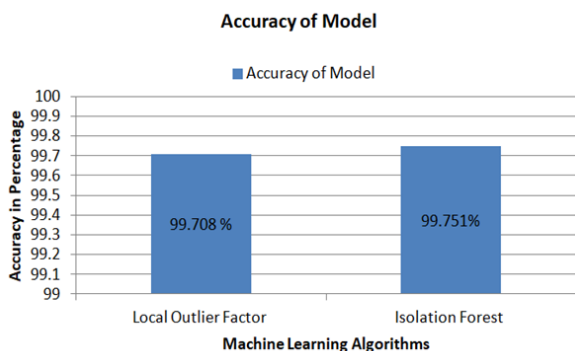 Accuracy of Model
Accuracy of Model
Accuracy in Percentage
100
99.9
99.8
99.7
99.6
99.5
99.4
99.3
99.2
99.1
99
99.708 %
99.751%
Local Outlier Factor
Isolation Forest
Machine Learning Algorithms